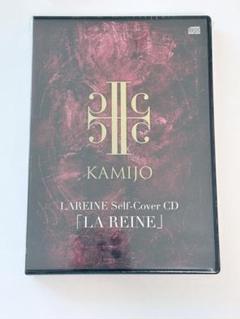 KAMIJO
LAREINE Self-Cover CD
「LA REINE」